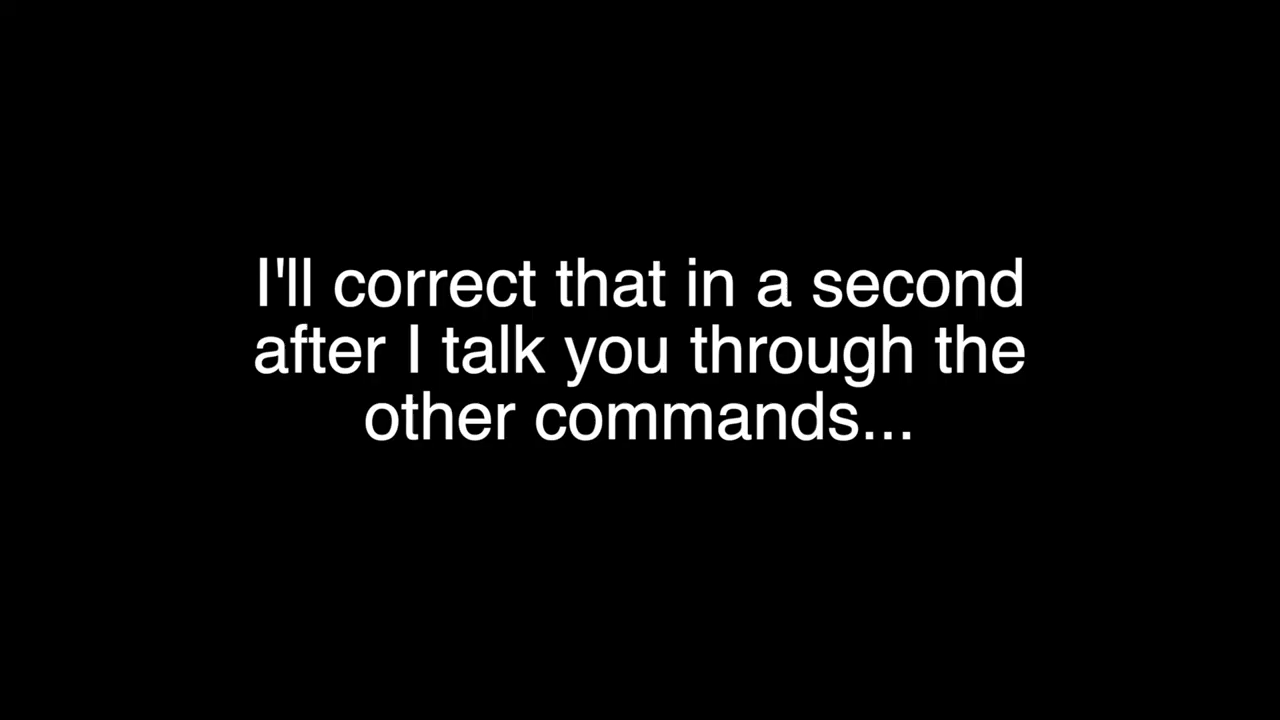 I'll correct that in a second
after I talk you through the
other commands...